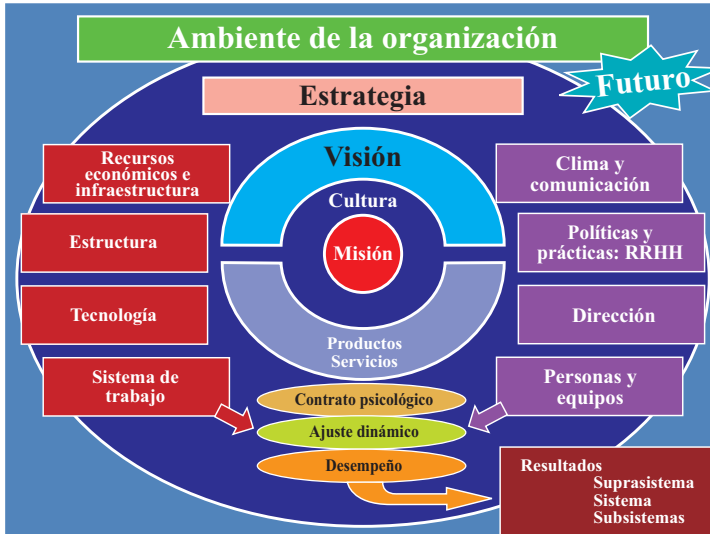 Ambiente de la organización
Futuro
Estrategia
Visión
Cultura
Misión
Productos
Servicios
Recursos
económicos e
infraestructura
Estructura
Tecnología
Sistema de
trabajo
Clima y
comunicación
Políticas y
prácticas: RRHH
Dirección
Personas y
equipos
Contrato psicológico
Ajuste dinámico
Desempeño
Resultados
Suprasistema
Sistema
Subsistemas